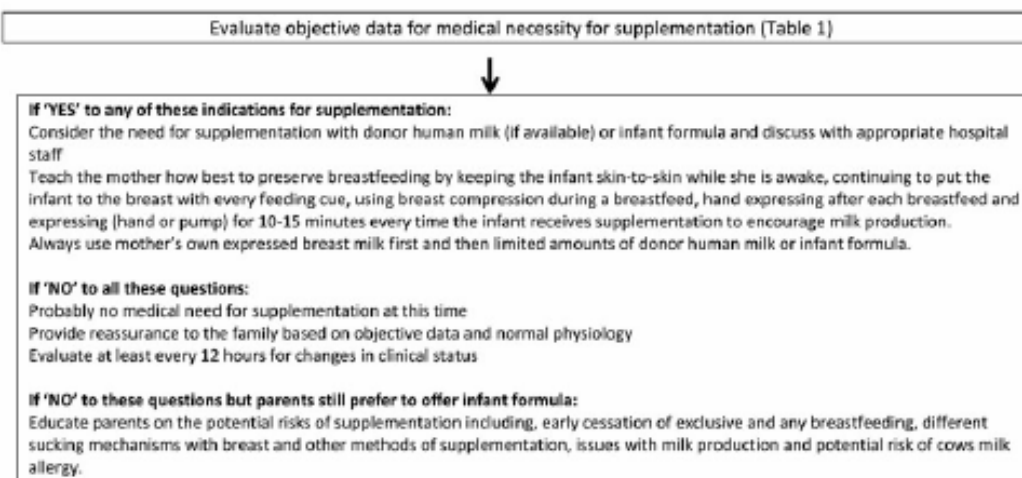 Evaluate objective data for medical necessity for supplementation (Table 1)
If 'YES' to any of these indications for supplementation:
Consider the need for supplementation with donor human milk (if available) or infant formula and discuss with appropriate hospital
staff
Teach the mother how best to preserve breastfeeding by keeping the infant skin-to-skin while she is awake, continuing to put the
infant to the breast with every feeding cue, using breast compression during a breastfeed, hand expressing after each breastfeed and
expressing (hand or pump) for 10-15 minutes every time the infant receives supplementation to encourage milk production.
Always use mother's own expressed breast milk first and then limited amounts of donor human milk or infant formula.
If 'NO' to all these questions:
Probably no medical need for supplementation at this time
Provide reassurance to the family based on objective data and normal physiology
Evaluate at least every 12 hours for changes in clinical status
If 'NO' to these questions but parents still prefer to offer infant formula:
Educate parents on the potential risks of supplementation including, early cessation of exclusive and any breastfeeding, different
sucking mechanisms with breast and other methods of supplementation, issues with milk production and potential risk of cows milk
allergy.